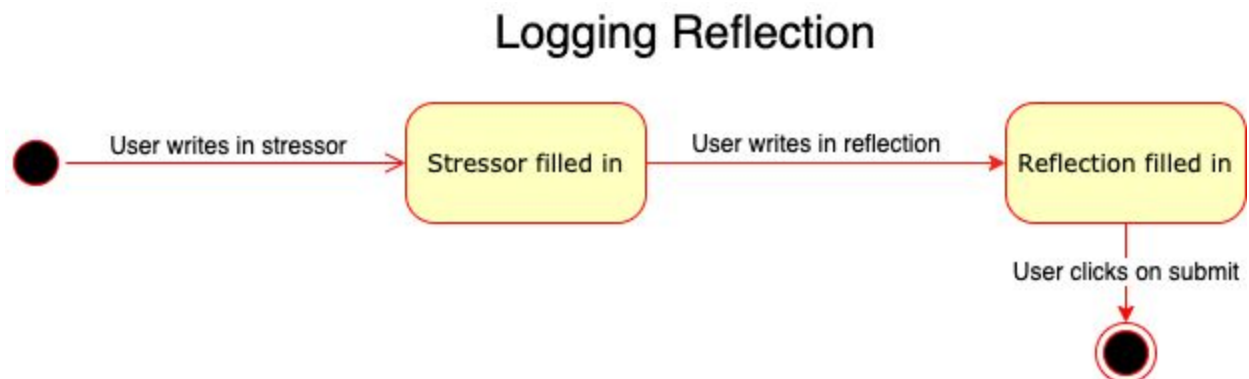 Logging Reflection
User writes in stressor
Stressor filled in
User writes in reflection
Reflection filled in
User clicks on submit